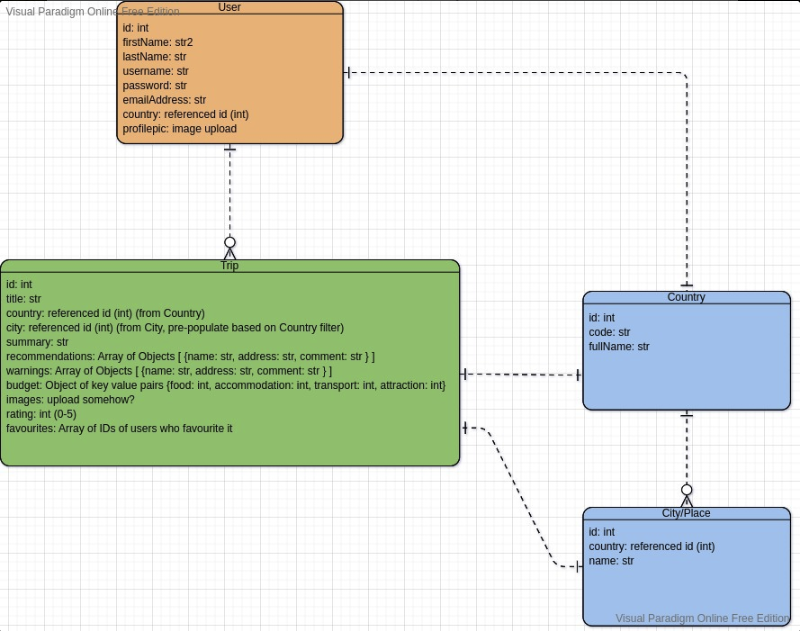 Visual Paradigm Online Free Edition
User
id: int
firstName: str2
lastName: str
username: str
password: str
emailAddress: str
country: referenced id (int)
profilepic: image upload
Trip
id: int
title: str
country: referenced id (int) (from Country)
city: referenced id (int) (from City, pre-populate based on Country filter)
summary: str
recommendations: Array of Objects [ {name: str, address: str, comment: str } ]
warnings: Array of Objects [ {name: str, address: str, comment: str } ]
budget: Object of key value pairs {food: int, accommodation: int, transport: int, attraction: int}
images: upload somehow?
rating: int (0-5)
favourites: Array of IDs of users who favourite it
Country
id: int
code: str
fullName: str
City/Place
id: int
country: referenced id (int)
name: str
Visual Paradigm Online Free Edition